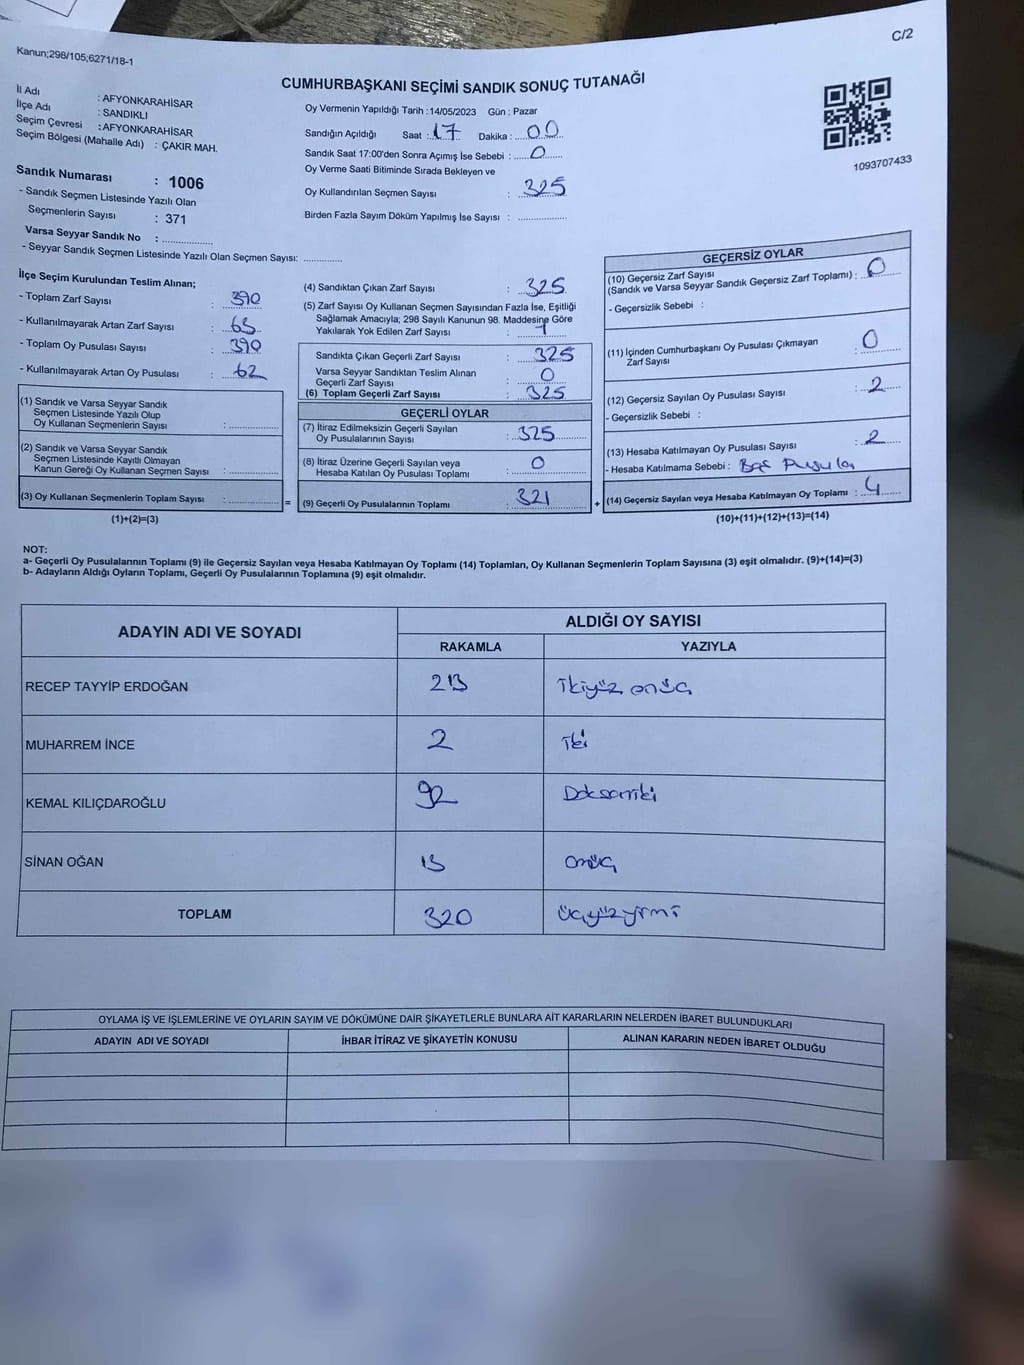 C/2
Kanun;298/105;6271/18-1
CUMHURBAŞKANI SEÇİMİ SANDIK SONUÇ TUTANAĞI
İl Adı : AFYONKARAHİSAR
İlçe Adı : SANDIKLI
Seçim Çevresi : AFYONKARAHİSAR
Seçim Bölgesi (Mahalle Adı) : ÇAKIR MAH.
Sandık Numarası : 1006
- Sandık Seçmen Listesinde Yazılı Olan
Seçmenlerin Sayısı : 371
Varsa Seyyar Sandık No :
- Seyyar Sandık Seçmen Listesinde Yazılı Olan Seçmen Sayısı:
Oy Vermenin Yapıldığı Tarih :14/05/2023 Gün : Pazar
Sandığın Açıldığı Saat : 17 Dakika : 00
Sandık Saat 17:00'den Sonra Açımış İse Sebebi : 0
Oy Verme Saati Bitiminde Sırada Bekleyen ve
Oy Kullandırılan Seçmen Sayısı : 325
Birden Fazla Sayım Döküm Yapılmış İse Sayısı :
1093707433
İlçe Seçim Kurulundan Teslim Alınan;
- Toplam Zarf Sayısı : 390
- Kullanılmayarak Artan Zarf Sayısı : 65
- Toplam Oy Pusulası Sayısı : 390
- Kullanılmayarak Artan Oy Pusulası : 62
(1) Sandık ve Varsa Seyyar Sandık
Seçmen Listesinde Yazılı Olup
Oy Kullanan Seçmenlerin Sayısı :
(2) Sandık ve Varsa Seyyar Sandık
Seçmen Listesinde Kayıtlı Olmayan
Kanun Gereği Oy Kullanan Seçmen Sayısı :
(3) Oy Kullanan Seçmenlerin Toplam Sayısı :
(1)+(2)=(3)
=
(4) Sandıktan Çıkan Zarf Sayısı : 325
(5) Zarf Sayısı Oy Kullanan Seçmen Sayısından Fazla İse, Eşitliği
Sağlamak Amacıyla; 298 Sayılı Kanunun 98. Maddesine Göre
Yakılarak Yok Edilen Zarf Sayısı : 1
Sandıkta Çıkan Geçerli Zarf Sayısı : 325
Varsa Seyyar Sandıktan Teslim Alınan
Geçerli Zarf Sayısı : 0
(6) Toplam Geçerli Zarf Sayısı : 325
GEÇERLİ OYLAR
(7) İtiraz Edilmeksizin Geçerli Sayılan
Oy Pusulalarının Sayısı : 325
(8) İtiraz Üzerine Geçerli Sayılan veya
Hesaba Katılan Oy Pusulası Toplamı : 0
(9) Geçerli Oy Pusulalarının Toplamı : 321
+
GEÇERSİZ OYLAR
(10) Geçersiz Zarf Sayısı
(Sandık ve Varsa Seyyar Sandık Geçersiz Zarf Toplamı) : 0
- Geçersizlik Sebebi :
(11) İçinden Cumhurbaşkanı Oy Pusulası Çıkmayan
Zarf Sayısı : 0
(12) Geçersiz Sayılan Oy Pusulası Sayısı : 2
- Geçersizlik Sebebi :
(13) Hesaba Katılmayan Oy Pusulası Sayısı : 2
- Hesaba Katılmama Sebebi :
(14) Geçersiz Sayılan veya Hesaba Katılmayan Oy Toplamı : 4
(10)+(11)+(12)+(13)=(14)
NOT:
a- Geçerli Oy Pusulalarının Toplamı (9) ile Geçersiz Sayılan veya Hesaba Katılmayan Oy Toplamı (14) Toplamları, Oy Kullanan Seçmenlerin Toplam Sayısına (3) eşit olmalıdır. (9)+(14)=(3)
b- Adayların Aldığı Oyların Toplamı, Geçerli Oy Pusulalarının Toplamına (9) eşit olmalıdır.
ADAYIN ADI VE SOYADI
ALDIĞI OY SAYISI
RAKAMLA YAZIYLA
RECEP TAYYİP ERDOĞAN 213 İkiyüz onüç
MUHARREM İNCE 2 İki
KEMAL KILIÇDAROĞLU 92 Doksaniki
SİNAN OĞAN 13 onüç
TOPLAM 320 üçyüzyirmi
OYLAMA İŞ VE İŞLEMLERİNE VE OYLARIN SAYIM VE DÖKÜMÜNE DAİR ŞİKAYETLERLE BUNLARA AİT KARARLARIN NELERDEN İBARET BULUNDUKLARI
ADAYIN ADI VE SOYADI İHBAR İTİRAZ VE ŞİKAYETİN KONUSU ALINAN KARARIN NEDEN İBARET OLDUĞU